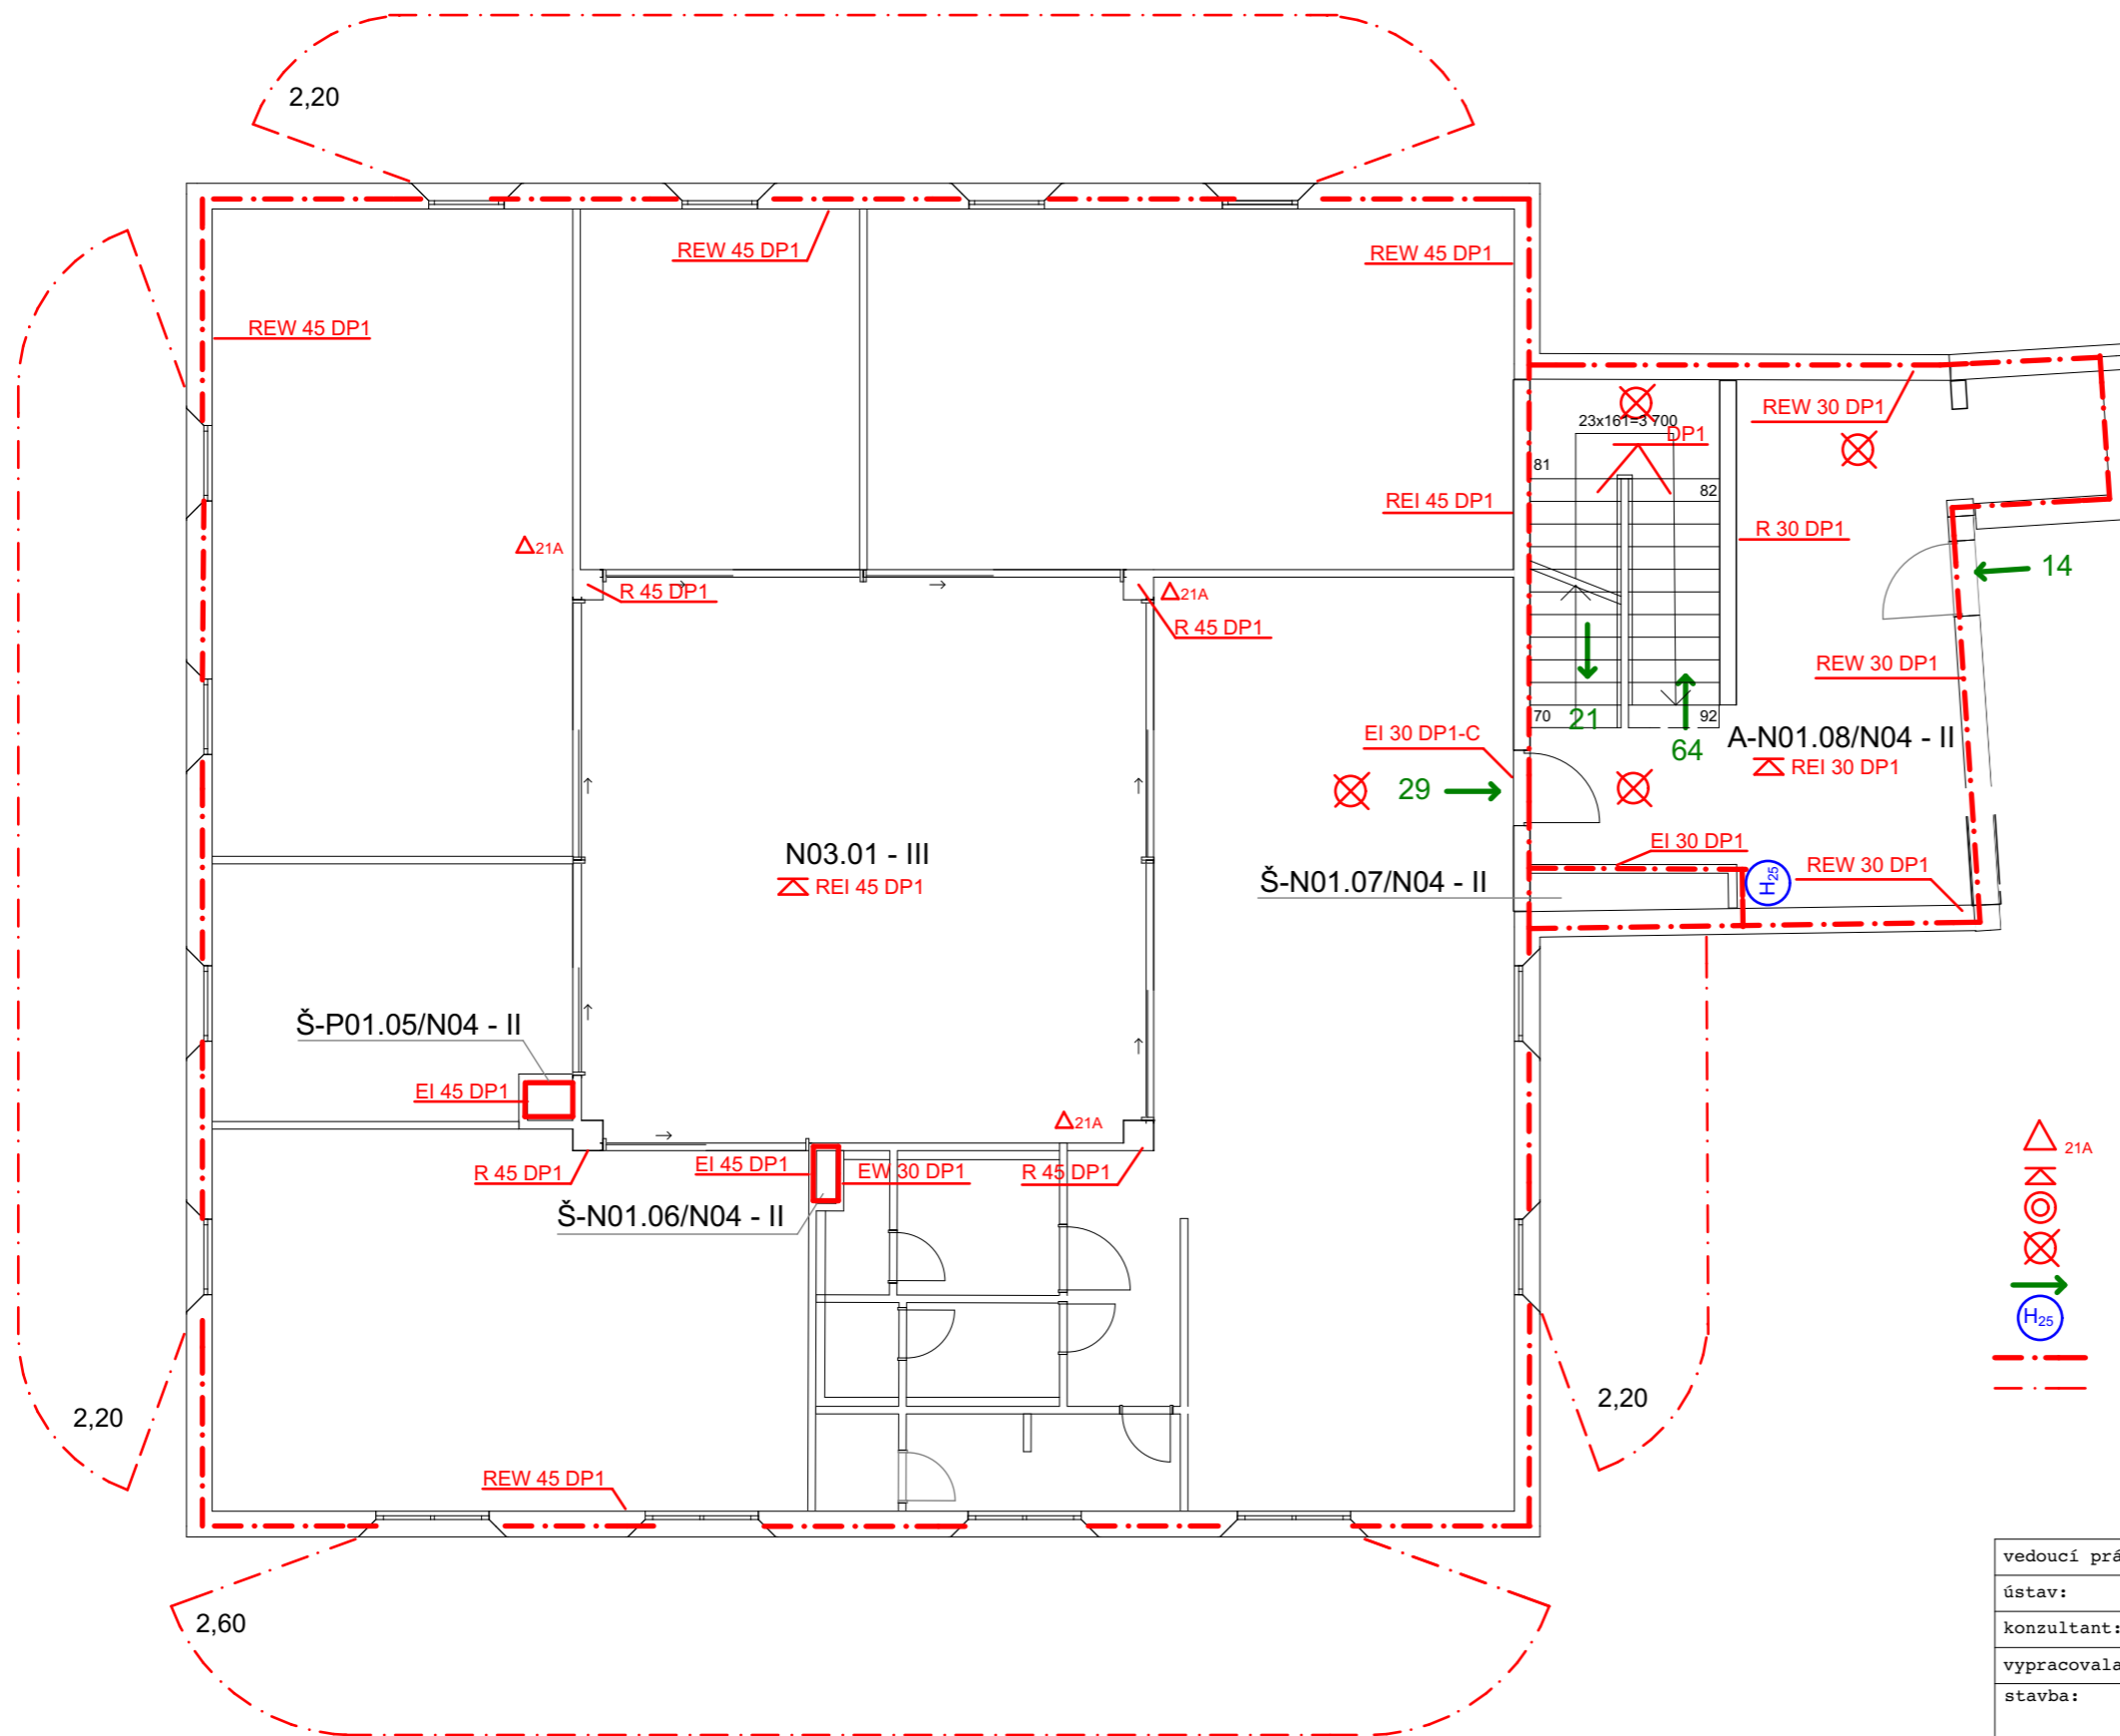 2,20
REW 45 DP1
REW 45 DP1
REW 45 DP1
REW 30 DP1
23x161=3 700
DP1
81
82
REI 45 DP1
R 30 DP1
21A
14
R 45 DP1
21A
R 45 DP1
REW 30 DP1
70
21
92
EI 30 DP1-C
64
A-N01.08/N04 - II
REI 30 DP1
29
N03.01 - III
REI 45 DP1
EI 30 DP1
REW 30 DP1
H25
Š-N01.07/N04 - II
Š-P01.05/N04 - II
EI 45 DP1
21A
21A
R 45 DP1
EI 45 DP1
EW 30 DP1
R 45 DP1
Š-N01.06/N04 - II
H25
2,20
2,20
REW 45 DP1
2,60
vedoucí prá
ústav:
konzultant:
vypracovala
stavba: